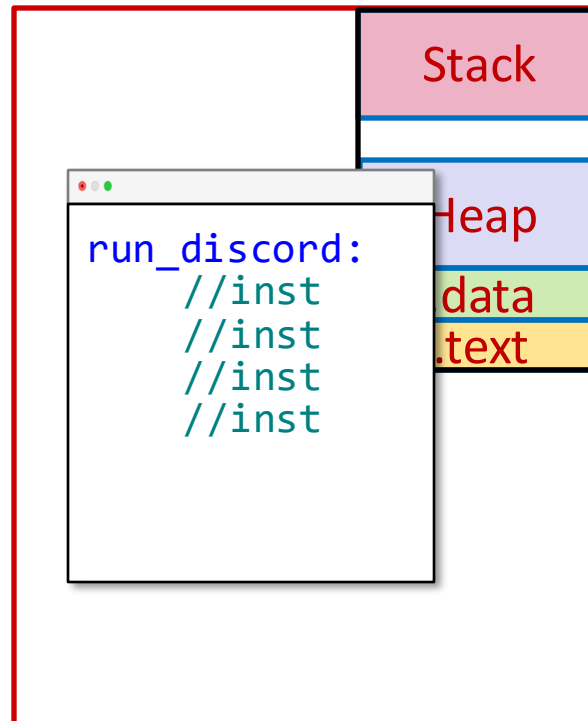 Stack
Heap
.data
.text
run_discord:
//inst
//inst
//inst
//inst